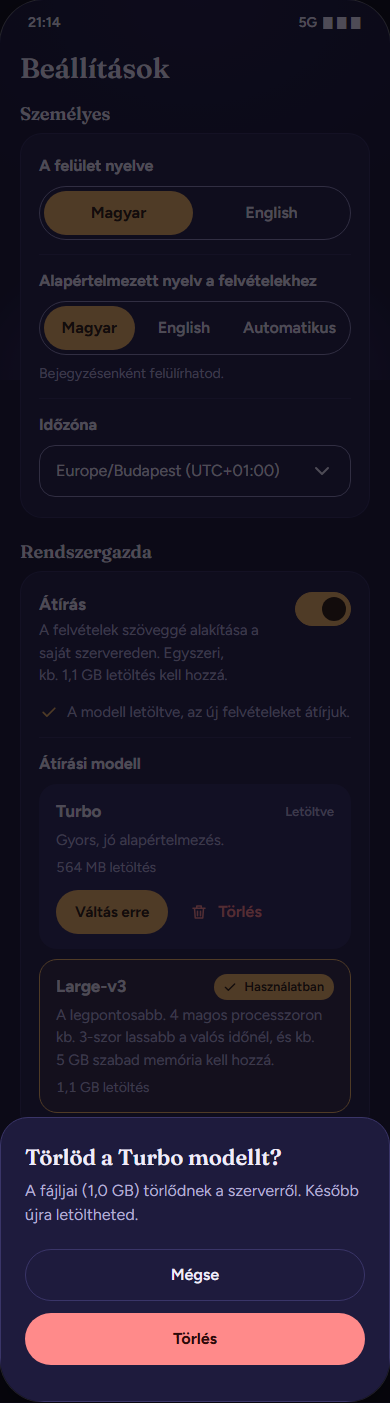 21:14
5G
Beállítások
Személyes
A felület nyelve
Magyar
English
Alapértelmezett nyelv a felvételekhez
Magyar
English
Automatikus
Bejegyzésenként felülírhatod.
Időzóna
Europe/Budapest (UTC+01:00)
Rendszergazda
Átírás
A felvételek szöveggé alakítása a
saját szervereden. Egyszeri,
kb. 1,1 GB letöltés kell hozzá.
A modell letöltve, az új felvételeket átírjuk.
Átírási modell
Turbo
Letöltve
Gyors, jó alapértelmezés.
564 MB letöltés
Váltás erre
Törlés
Large-v3
Használatban
A legpontosabb. 4 magos processzoron
kb. 3-szor lassabb a valós időnél, és kb.
5 GB szabad memória kell hozzá.
1,1 GB letöltés
Törlöd a Turbo modellt?
A fájljai (1,0 GB) törlődnek a szerverről. Később
újra letöltheted.
Mégse
Törlés